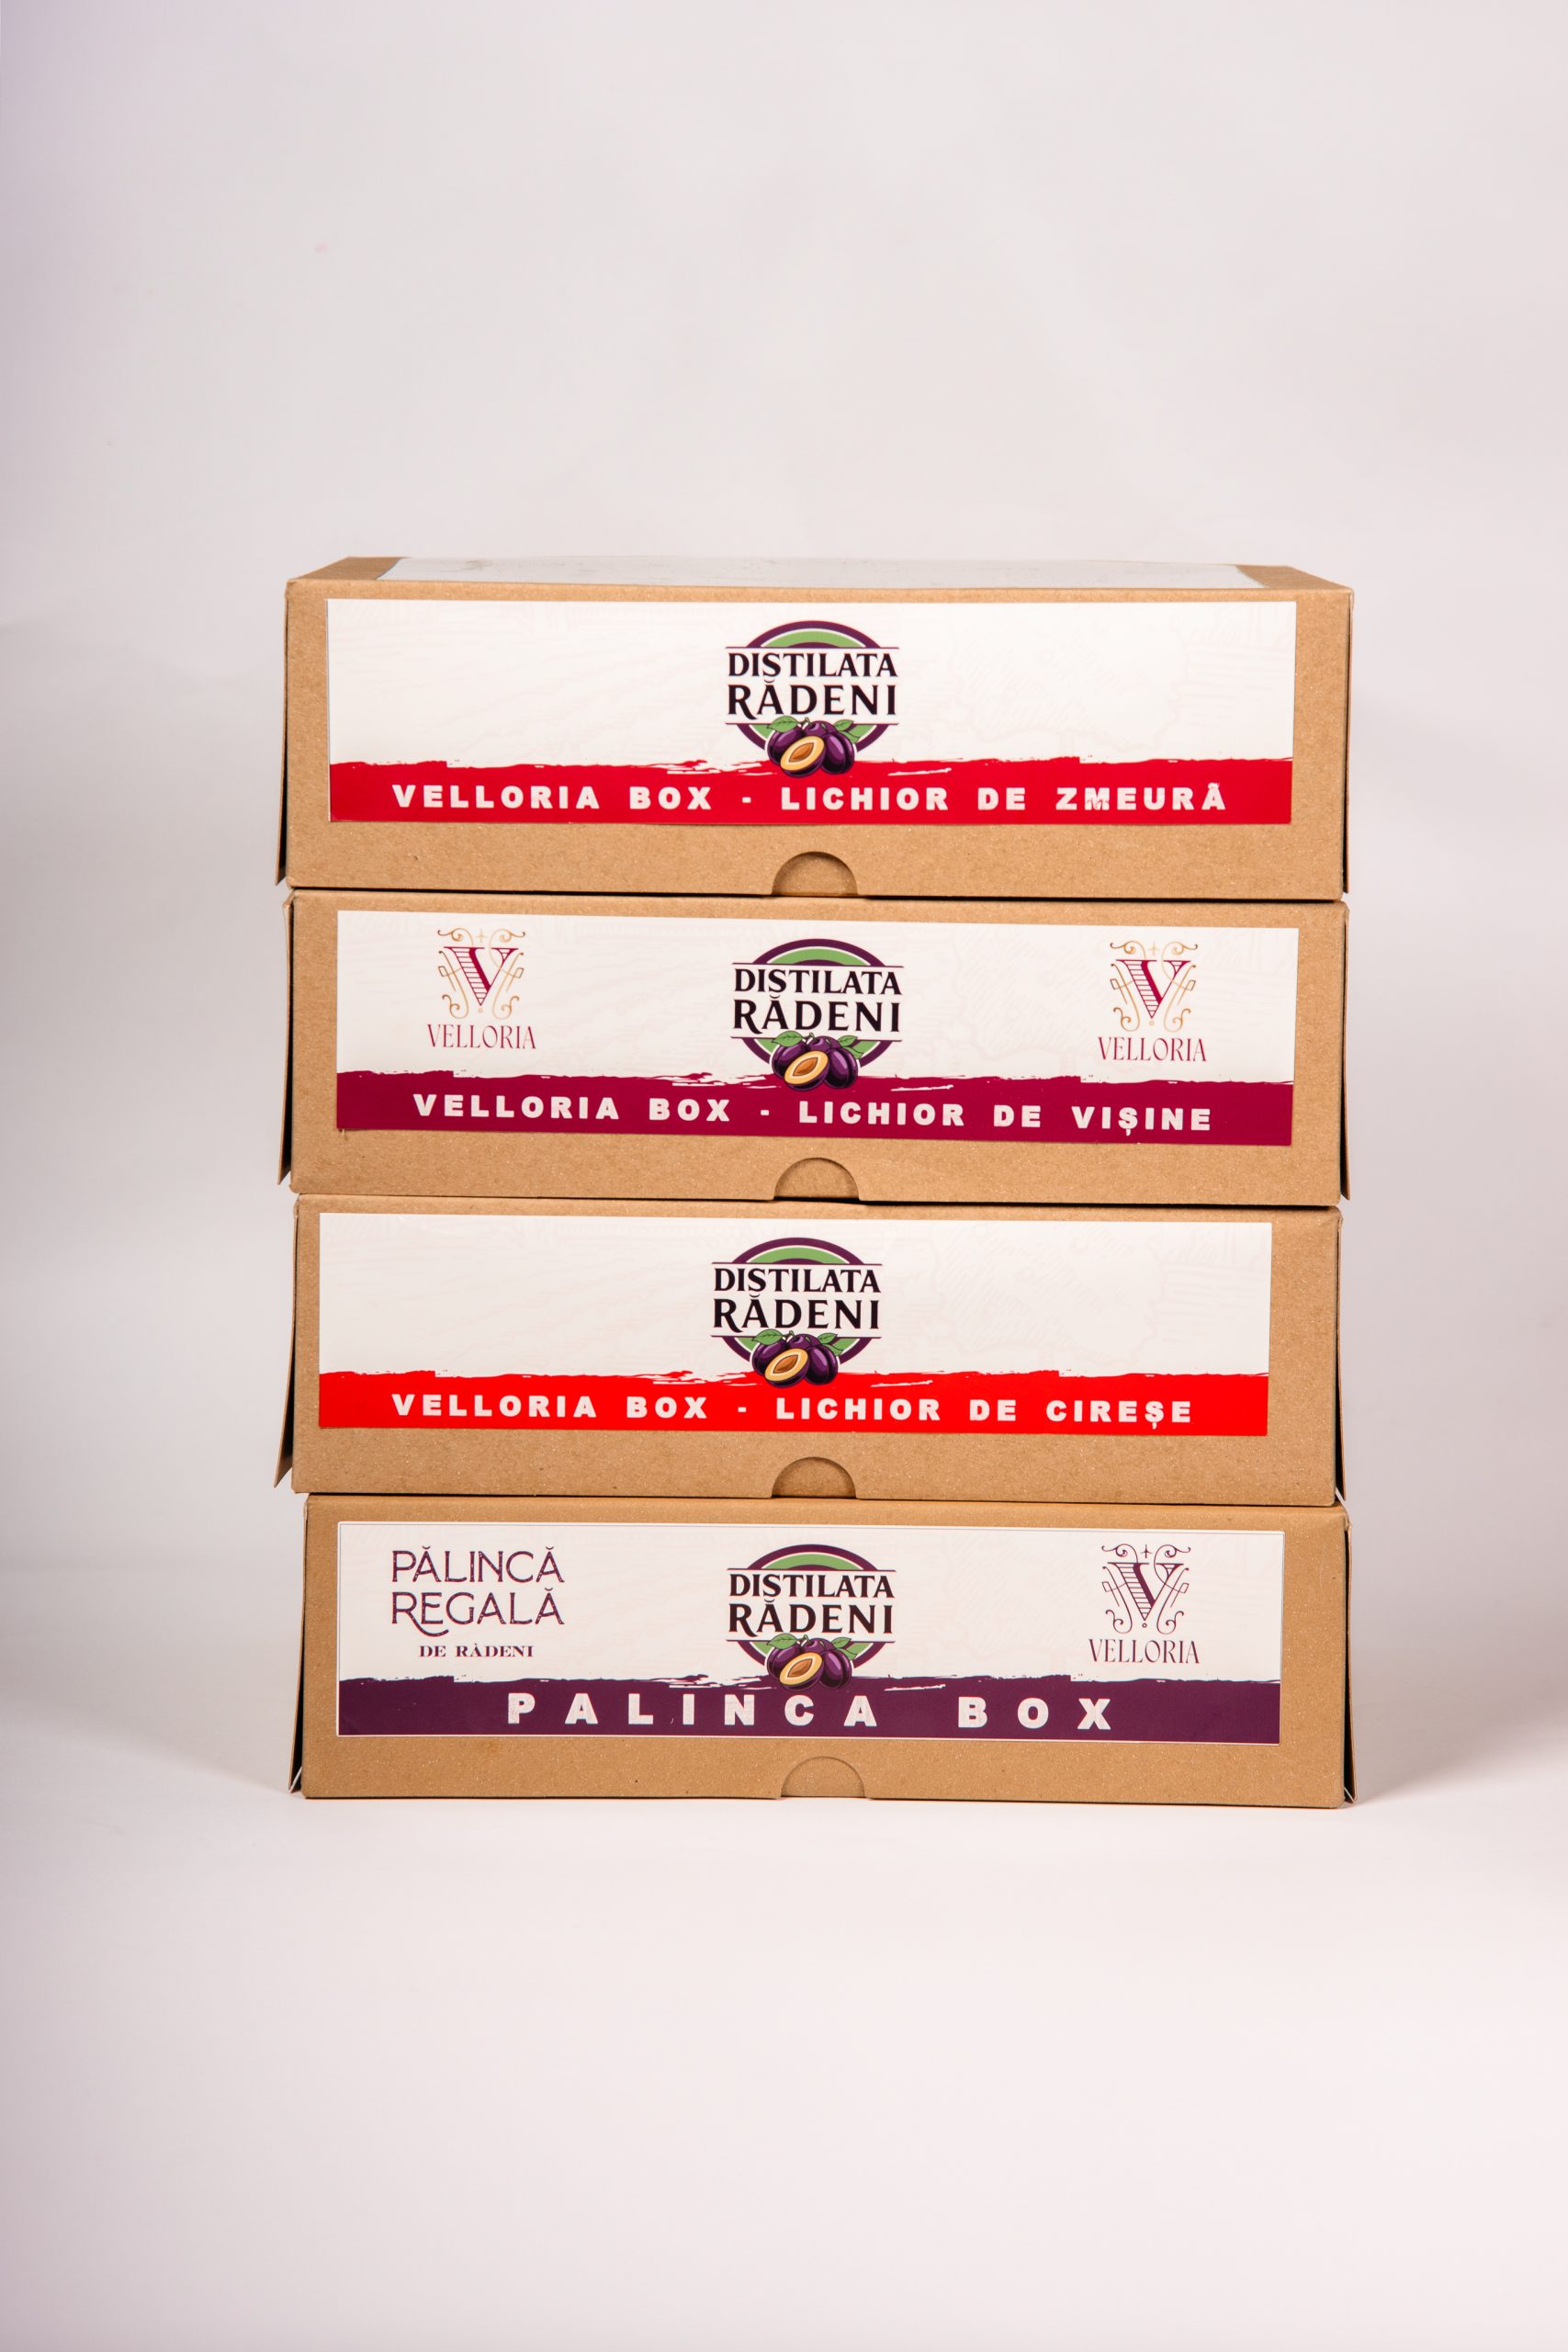 DISTILATA
RĂDENI
VELLORIA BOX - LICHIOR DE ZMEURĂ
V
VELLORIA
DISTILATA
RĂDENI
V
VELLORIA
VELLORIA BOX - LICHIOR DE VIȘINE
DISTILATA
RĂDENI
VELLORIA BOX - LICHIOR DE CIREȘE
PĂLINCĂ
REGALĂ
DE RĂDENI
DISTILATA
RĂDENI
V
VELLORIA
PALINCA BOX